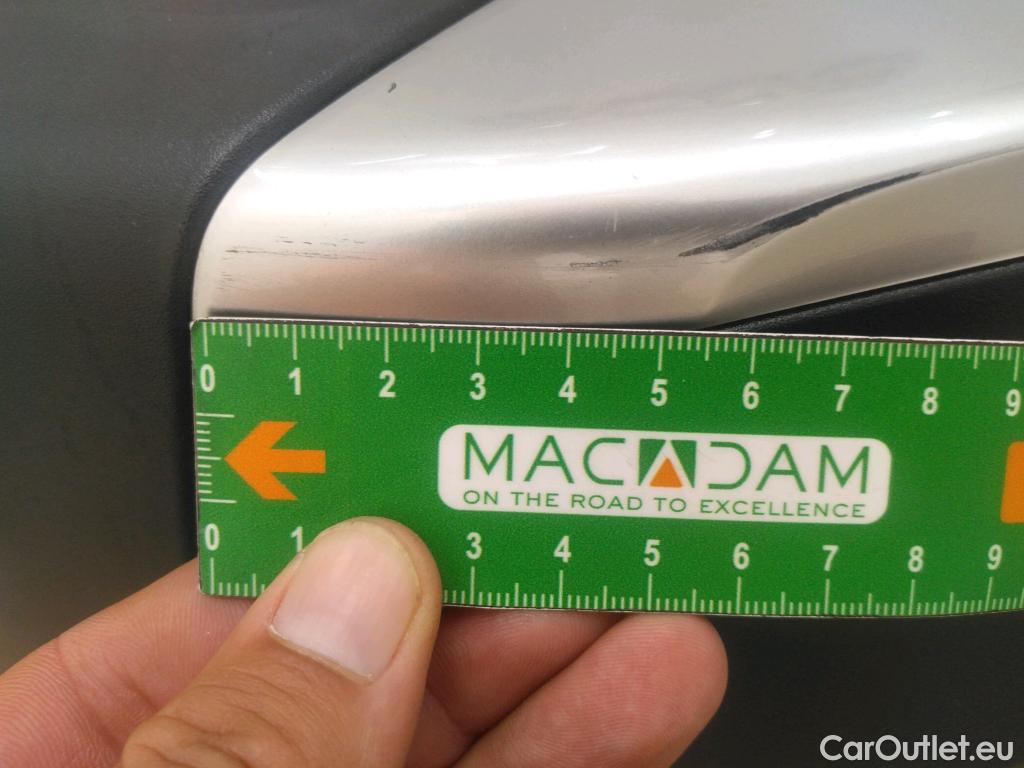 0 1 2 3 4 5 6 7 8 9
MACADAM
ON THE ROAD TO EXCELLENCE
0 1 3 4 5 6 7 8 9
CarOutlet.eu